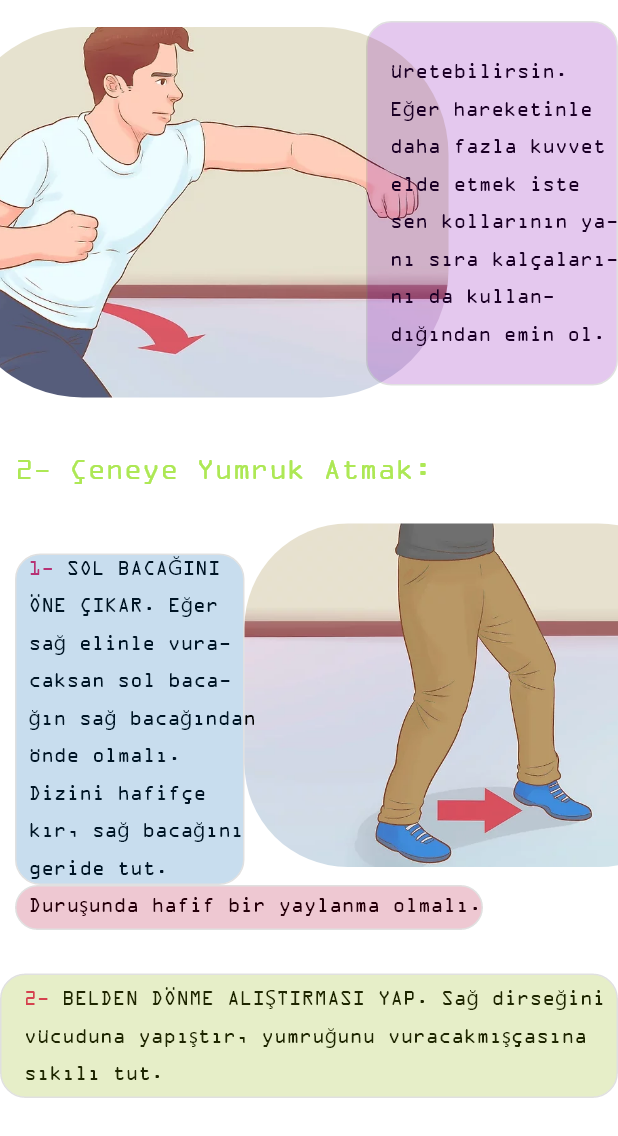 üretebilirsin.
Eğer hareketinle
daha fazla kuvvet
elde etmek iste
sen kollarının ya-
nı sıra kalçaları-
nı da kullan-
dığından emin ol.
2- Çeneye Yumruk Atmak:
1- SOL BACAĞINI
ÖNE ÇIKAR. Eğer
sağ elinle vura-
caksan sol baca-
ğın sağ bacağından
önde olmalı.
Dizini hafifçe
kır, sağ bacağını
geride tut.
Duruşunda hafif bir yaylanma olmalı.
2- BELDEN DÖNME ALIŞTIRMASI YAP. Sağ dirseğini
vücuduna yapıştır, yumruğunu vuracakmışçasına
sıkılı tut.